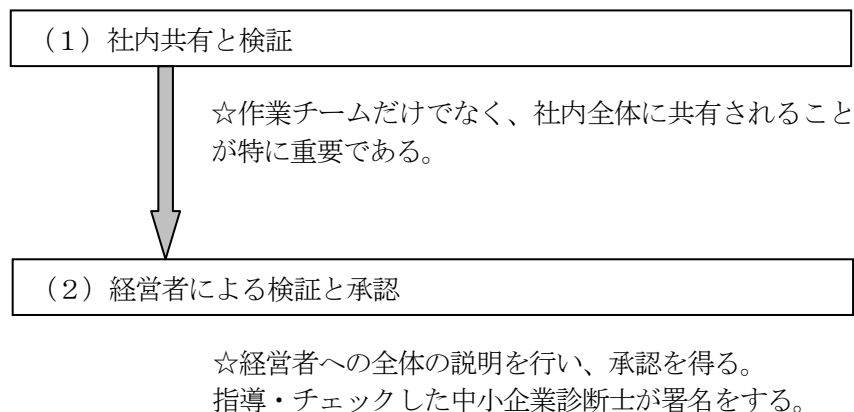 （1）社内共有と検証
☆作業チームだけでなく、社内全体に共有されること
が特に重要である。
（2）経営者による検証と承認
☆経営者への全体の説明を行い、承認を得る。
指導・チェックした中小企業診断士が署名をする。